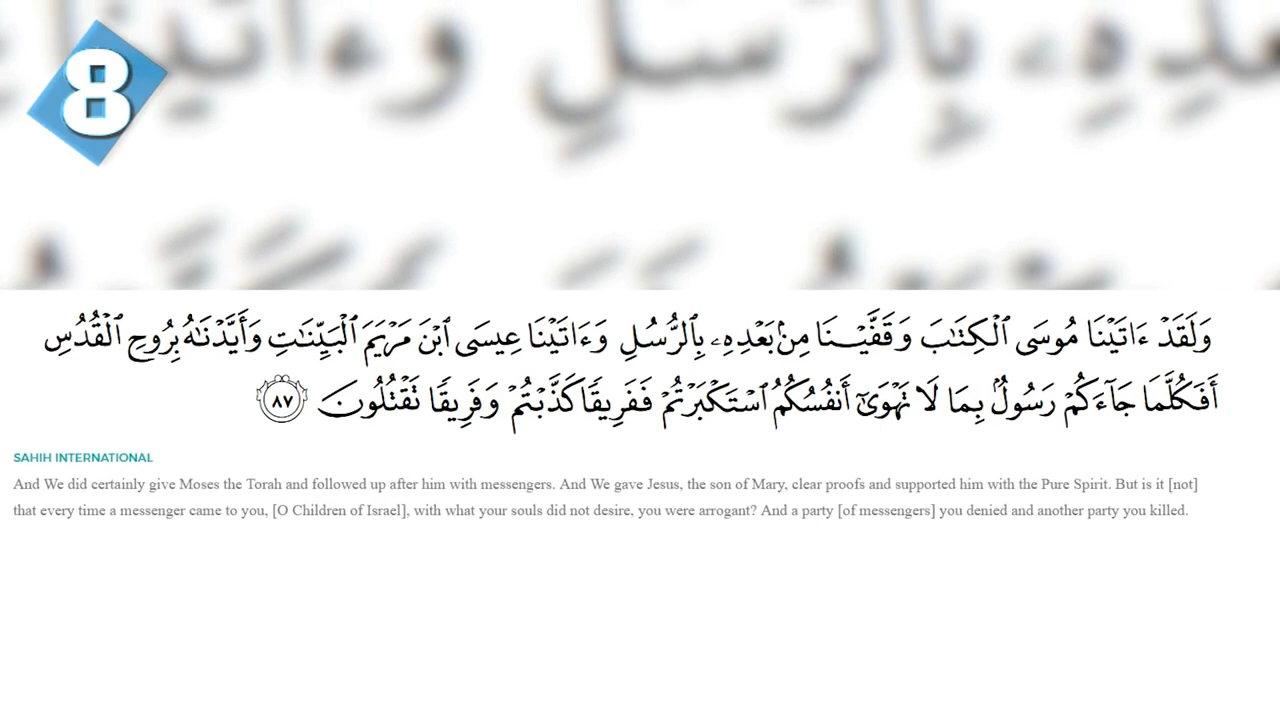 8
بَعْدِهِۦ بِٱلرُّسُلِ وَءَاتَيْنَا
وَلَقَدْ ءَاتَيْنَا مُوسَى ٱلْكِتَٰبَ وَقَفَّيْنَا مِنۢ بَعْدِهِۦ بِٱلرُّسُلِ وَءَاتَيْنَا عِيسَى ٱبْنَ مَرْيَمَ ٱلْبَيِّنَٰتِ وَأَيَّدْنَٰهُ بِرُوحِ ٱلْقُدُسِ
أَفَكُلَّمَا جَآءَكُمْ رَسُولٌۢ بِمَا لَا تَهْوَىٰٓ أَنفُسُكُمُ ٱسْتَكْبَرْتُمْ فَفَرِيقًا كَذَّبْتُمْ وَفَرِيقًا تَقْتُلُونَ ٨٧
SAHIH INTERNATIONAL
And We did certainly give Moses the Torah and followed up after him with messengers. And We gave Jesus, the son of Mary, clear proofs and supported him with the Pure Spirit. But is it [not]
that every time a messenger came to you, [O Children of Israel], with what your souls did not desire, you were arrogant? And a party [of messengers] you denied and another party you killed.